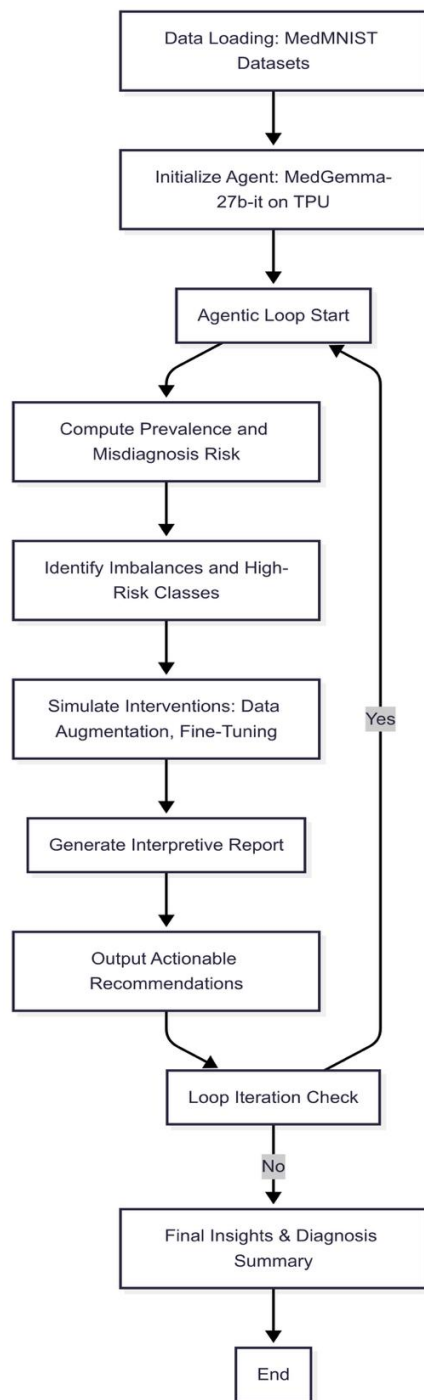 Data Loading: MedMNIST
Datasets
Initialize Agent: MedGemma-
27b-it on TPU
Agentic Loop Start
Compute Prevalence and
Misdiagnosis Risk
Identify Imbalances and High-
Risk Classes
Simulate Interventions: Data
Augmentation, Fine-Tuning
Yes
Generate Interpretive Report
Output Actionable
Recommendations
Loop Iteration Check
No
Final Insights & Diagnosis
Summary
End